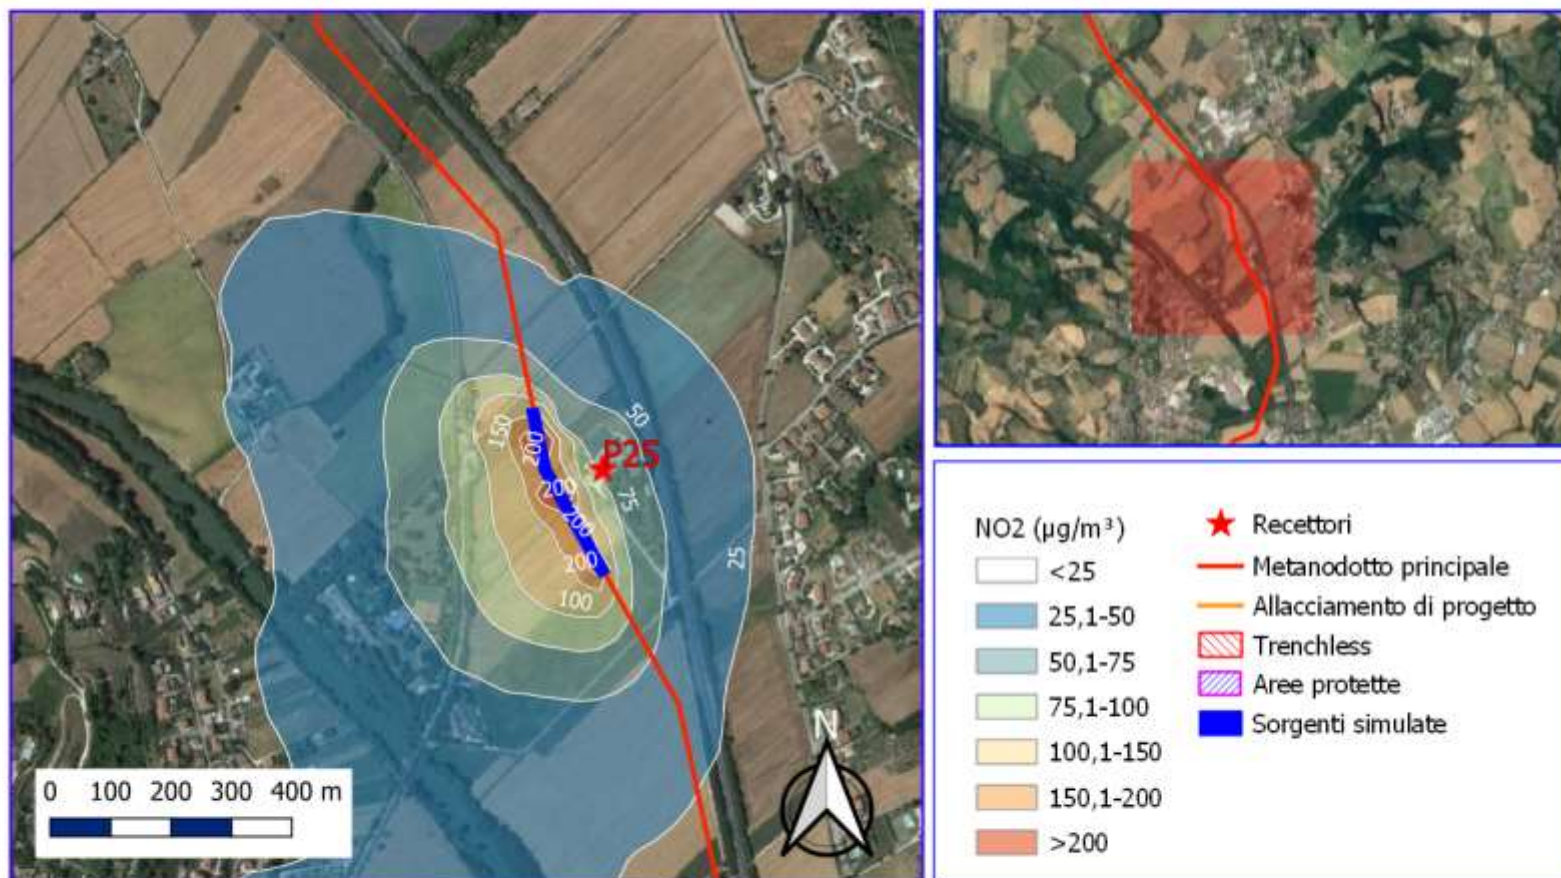 50
150
200
P25
200
75
200
25
200
100
N
0 100 200 300 400 m
NO2 (µg/m³)
<25
25,1-50
50,1-75
75,1-100
100,1-150
150,1-200
>200
Recettori
Metanodotto principale
Allacciamento di progetto
Trenchless
Aree protette
Sorgenti simulate